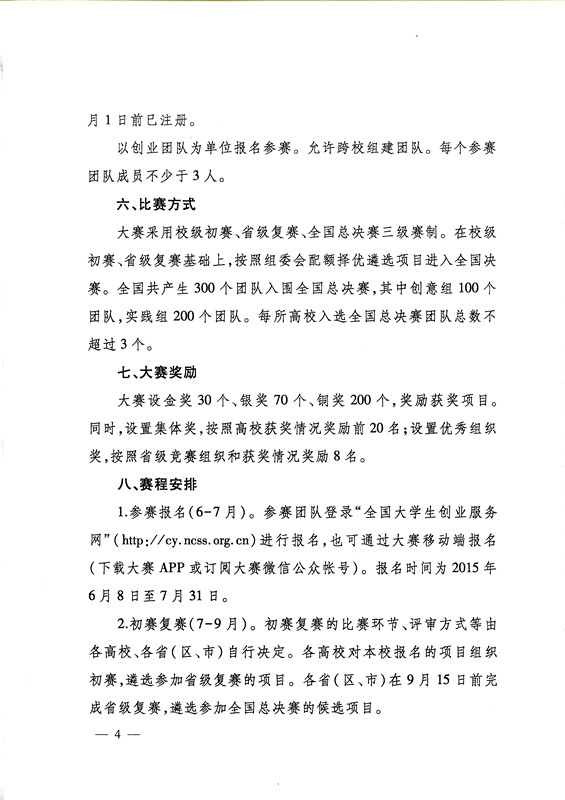 月1日前已注册。
以创业团队为单位报名参赛。允许跨校组建团队。每个参赛
团队成员不少于3人。
六、比赛方式
大赛采用校级初赛、省级复赛、全国总决赛三级赛制。在校级
初赛、省级复赛基础上,按照组委会配额择优遴选项目进入全国决
赛。全国共产生300个团队入围全国总决赛,其中创意组100个
团队,实践组200个团队。每所高校入选全国总决赛团队总数不
超过3个。
七、大赛奖励
大赛设金奖30个、银奖70个、铜奖200个,奖励获奖项目。
同时,设置集体奖,按照高校获奖情况奖励前20名;设置优秀组织
奖,按照省级竞赛组织和获奖情况奖励8名。
八、赛程安排
1.参赛报名(6-7月)。参赛团队登录“全国大学生创业服务
网”(http://cy.ncss.org.cn)进行报名,也可通过大赛移动端报名
(下载大赛APP或订阅大赛微信公众帐号)。报名时间为2015年
6月8日至7月31日。
2.初赛复赛(7-9月)。初赛复赛的比赛环节、评审方式等由
各高校、各省(区、市)自行决定。各高校对本校报名的项目组织
初赛,遴选参加省级复赛的项目。各省(区、市)在9月15日前完
成省级复赛,遴选参加全国总决赛的候选项目。
— 4 —